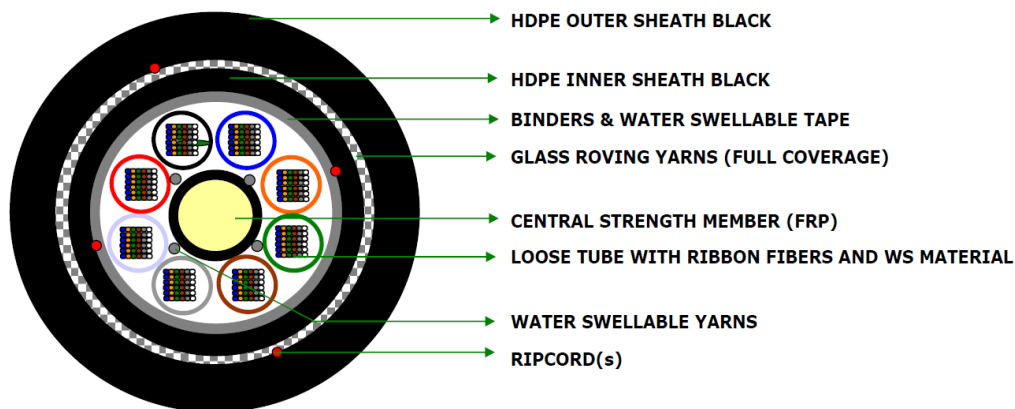 HDPE OUTER SHEATH BLACK
HDPE INNER SHEATH BLACK
BINDERS & WATER SWELLABLE TAPE
GLASS ROVING YARNS (FULL COVERAGE)
CENTRAL STRENGTH MEMBER (FRP)
LOOSE TUBE WITH RIBBON FIBERS AND WS MATERIAL
WATER SWELLABLE YARNS
RIPCORD(s)